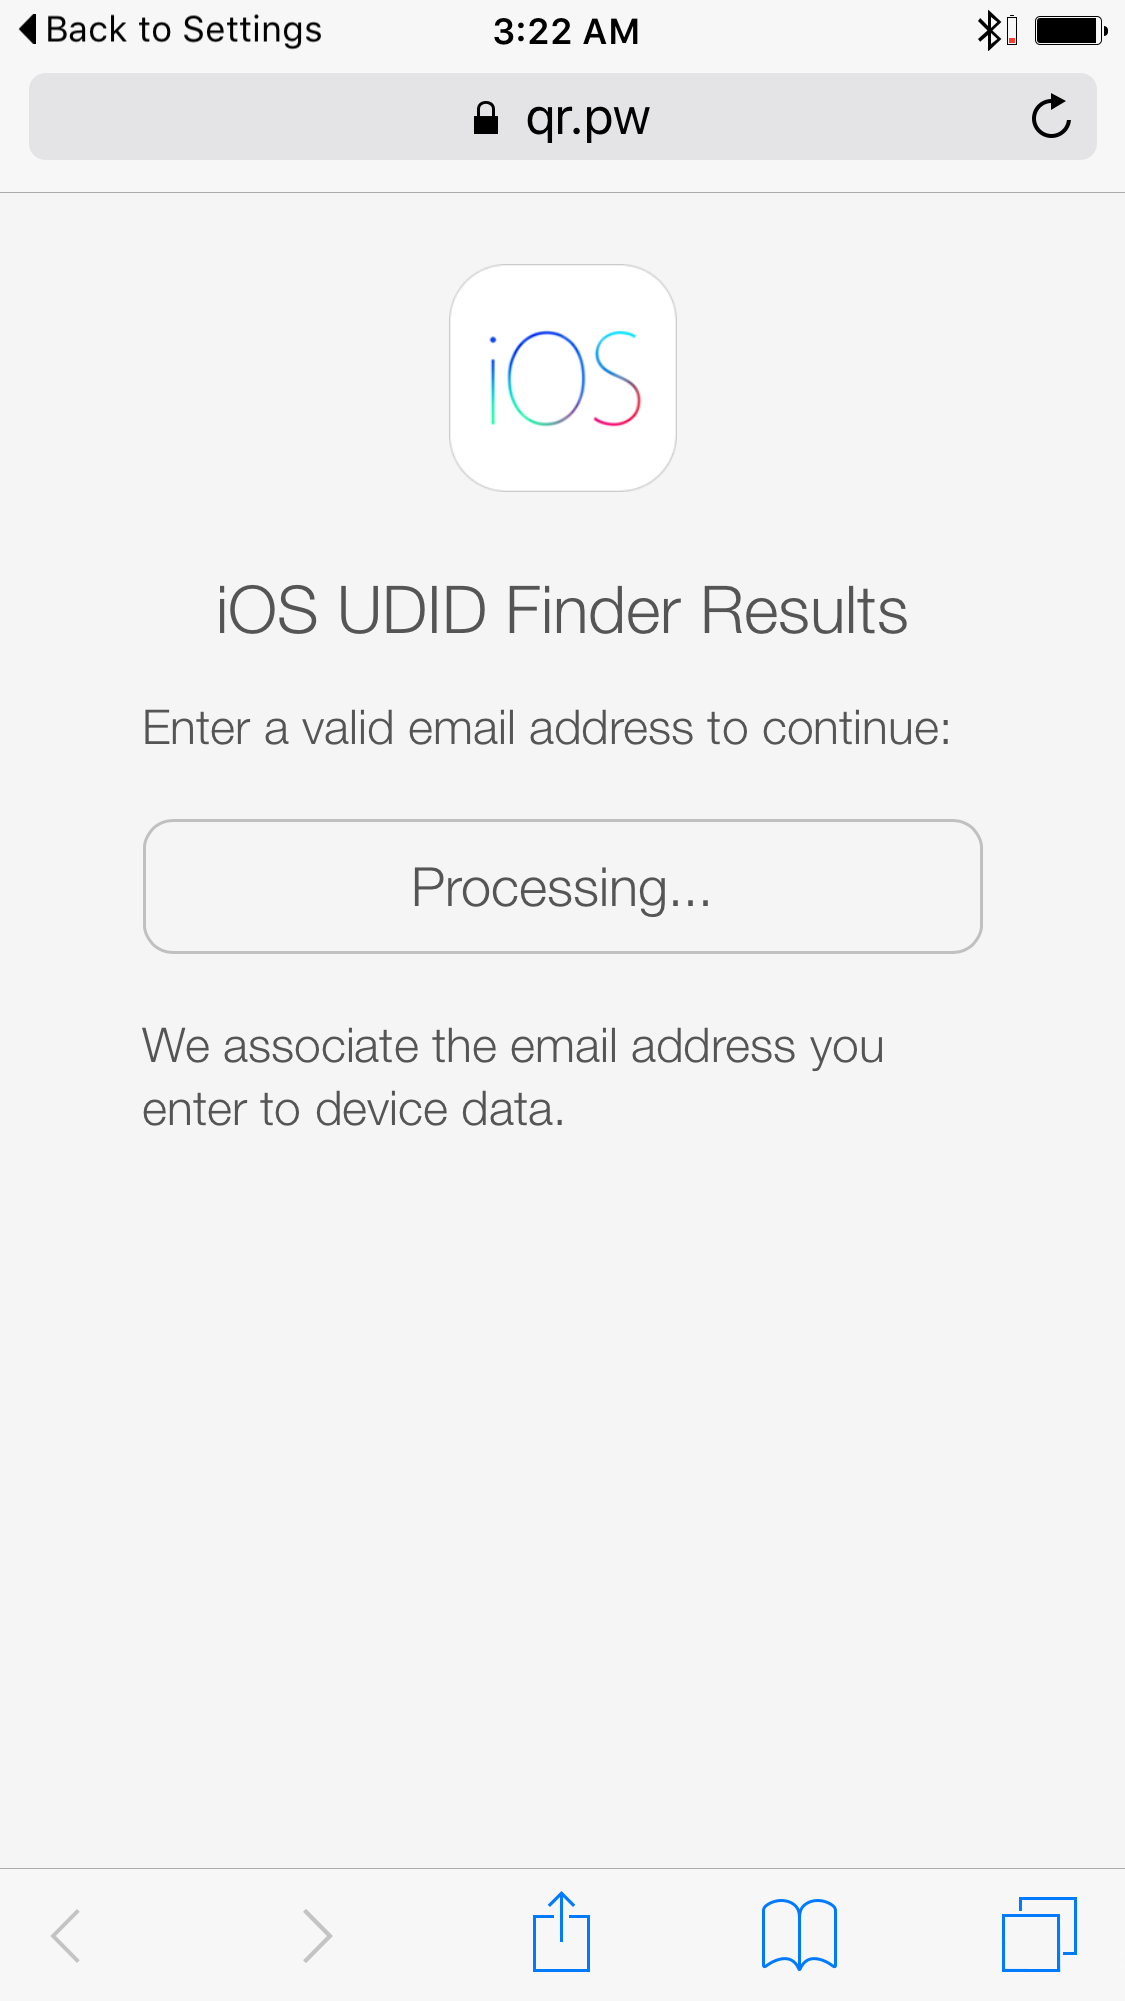 Back to Settings
3:22 AM
qr.pw
iOS
iOS UDID Finder Results
Enter a valid email address to continue:
Processing...
We associate the email address you
enter to device data.